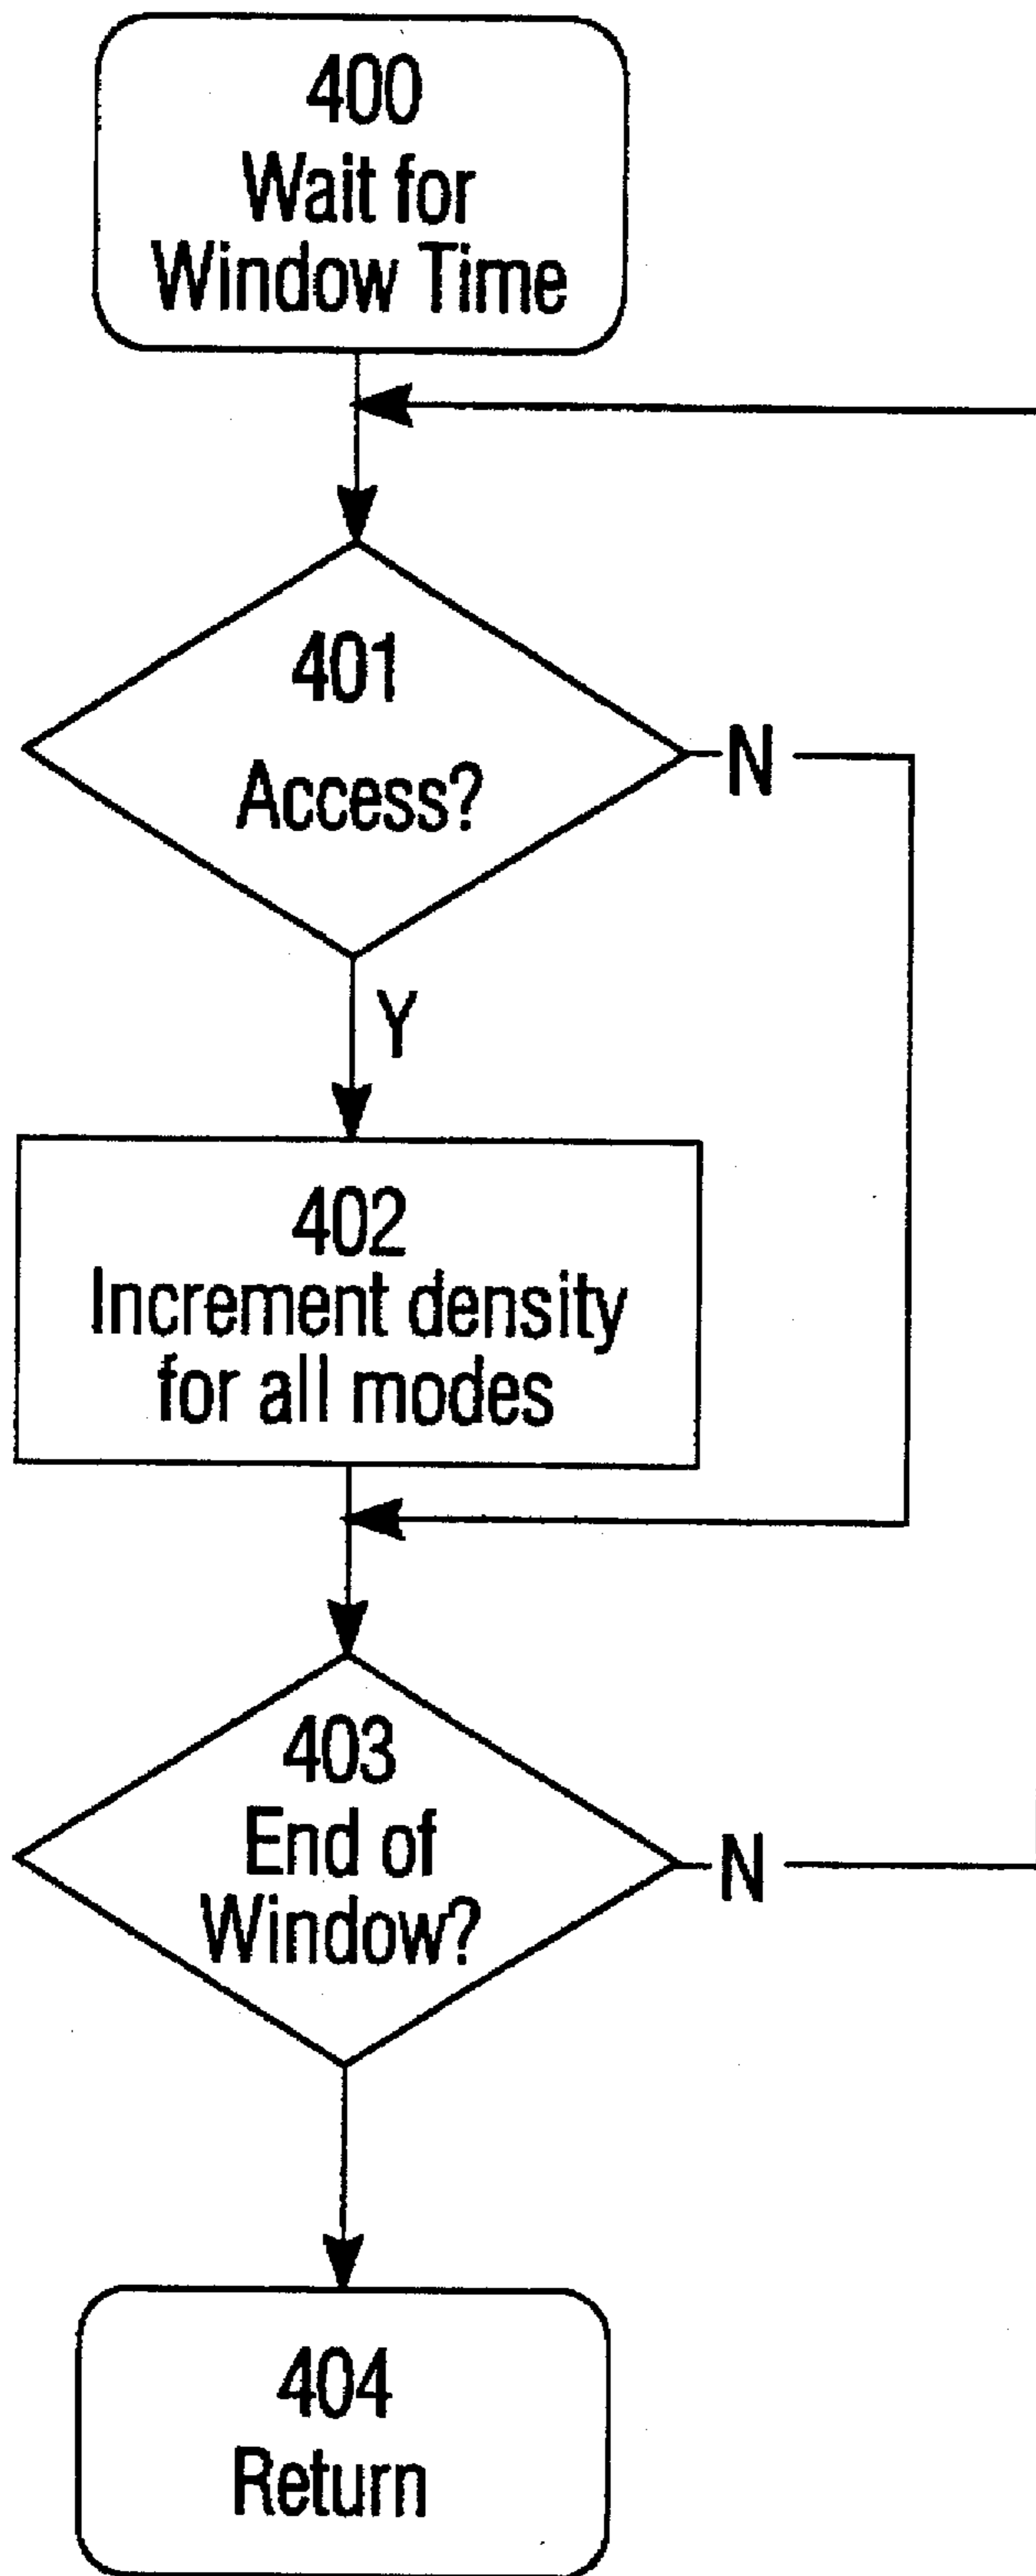 400
Wait for
Window Time
401
Access?
N
Y
402
Increment density
for all modes
403
End of
Window?
N
404
Return